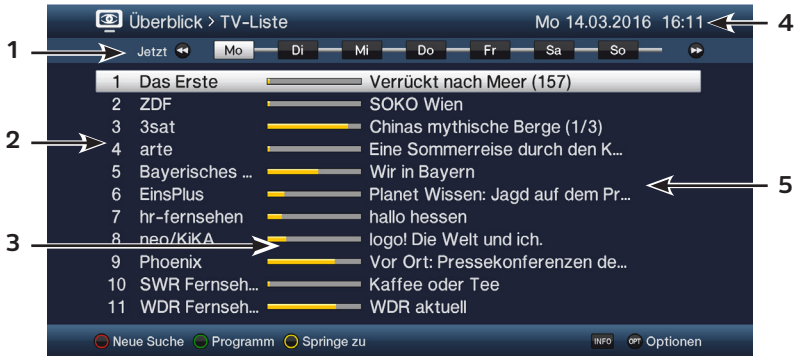 Überblick > TV-Liste Mo 14.03.2016 16:11 4
1 Jetzt Mo Di Mi Do Fr Sa So
1 Das Erste Verrückt nach Meer (157)
2 ZDF SOKO Wien
3 3sat Chinas mythische Berge (1/3)
2 4 arte Eine Sommerreise durch den K...
5 Bayerisches ... Wir in Bayern
6 EinsPlus Planet Wissen: Jagd auf dem Pr... 5
7 hr-fernsehen hallo hessen
3 8 neo/KiKA logo! Die Welt und ich.
9 Phoenix Vor Ort: Pressekonferenzen de...
10 SWR Fernseh... Kaffee oder Tee
11 WDR Fernseh... WDR aktuell
Neue Suche Programm Springe zu INFO OPT Optionen